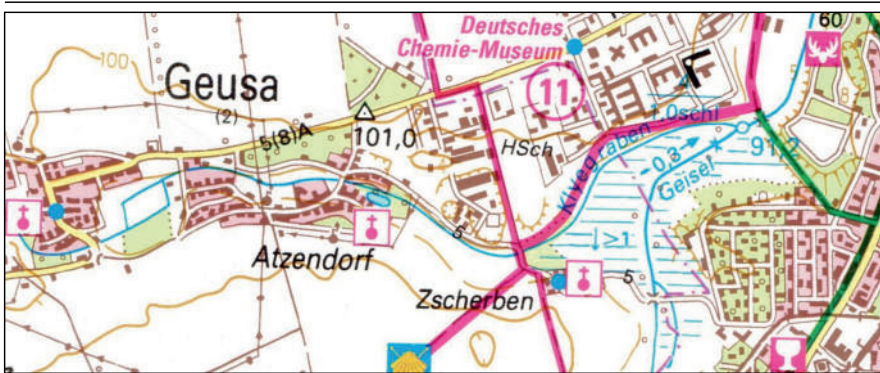 60
Deutsches
Chemie-Museum
100
Geusa
(2)
11
5(8)A
101,0
HSch
1,0schl
Klyegraben
0,3
Geisel
91,2
5
≥1
Atzendorf
5
Zscherben